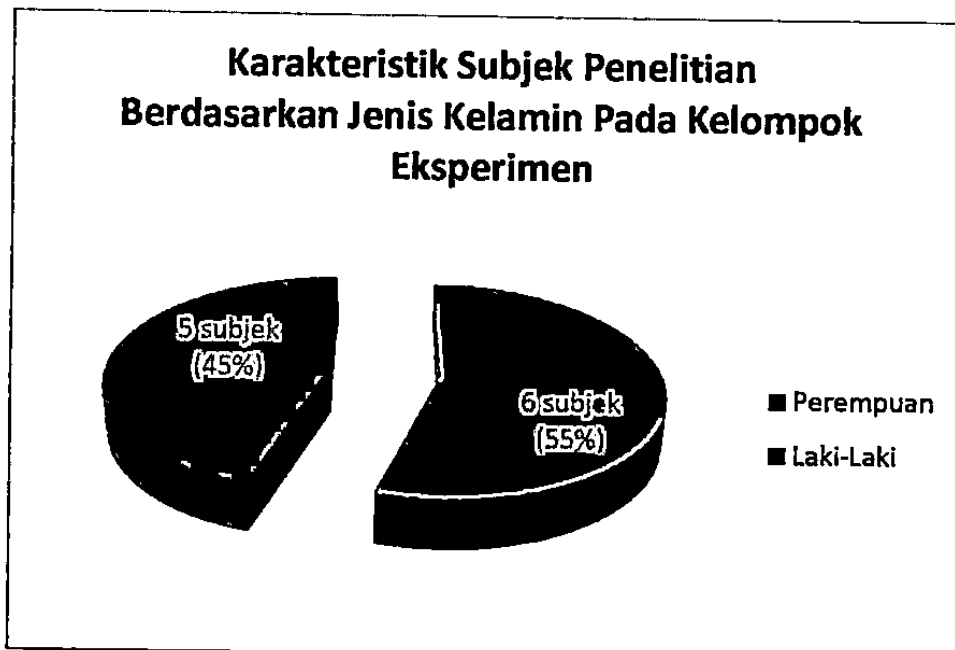 Karakteristik Subjek Penelitian
Berdasarkan Jenis Kelamin Pada Kelompok
Eksperimen
5 subjek
(45%)
6 subjek
(55%)
Perempuan
Laki-Laki